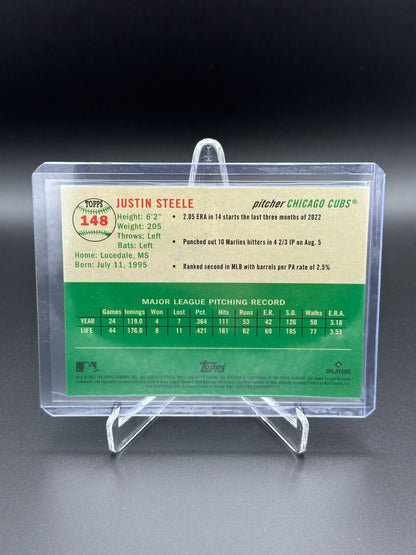 TOPPS
148
JUSTIN STEELE
pitcher CHICAGO CUBS®
Height: 6'2"
Weight: 205
Throws: Left
Bats: Left
Home: Lucedale, MS
Born: July 11, 1995
• 2.05 ERA in 14 starts the last three months of 2022
• Punched out 10 Marlins hitters in 4 2/3 IP on Aug. 5
• Ranked second in MLB with barrels per PA rate of 2.5%
MAJOR LEAGUE PITCHING RECORD
Games Innings Won Lost Pct. Hits Runs E.R. S.O. Walks E.R.A.
YEAR 24 119.0 4 7 .364 111 53 42 126 50 3.18
LIFE 44 176.0 8 11 .421 161 82 69 185 77 3.53
Topps
PLAYERS